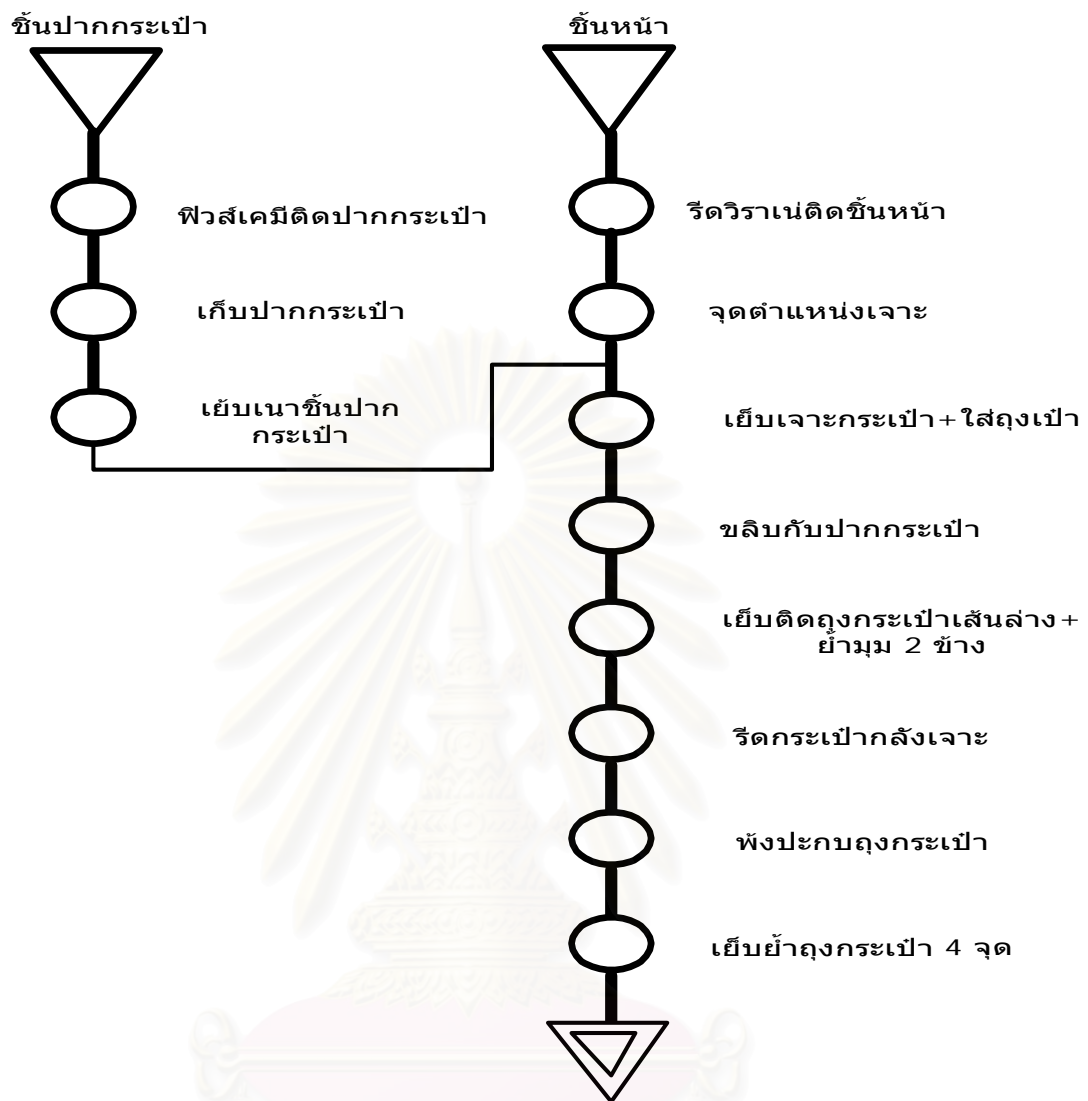 ชิ้นปากกระเป๋า
ฟิวส์เคมีติดปากกระเป๋า
เก็บปากกระเป๋า
เย้บเนาชิ้นปาก
กระเป๋า
ชิ้นหน้า
รีดวิราเน่ติดชิ้นหน้า
จุดตำแหน่งเจาะ
เย็บเจาะกระเป๋า+ใส่ถุงเป๋า
ขลิบกับปากกระเป๋า
เย็บติดถุงกระเป๋าเส้นล่าง+
ย้ำมุม 2 ข้าง
รีดกระเป๋ากลังเจาะ
พ้งปะกบถุงกระเป๋า
เย็บย้ำถุงกระเป๋า 4 จุด